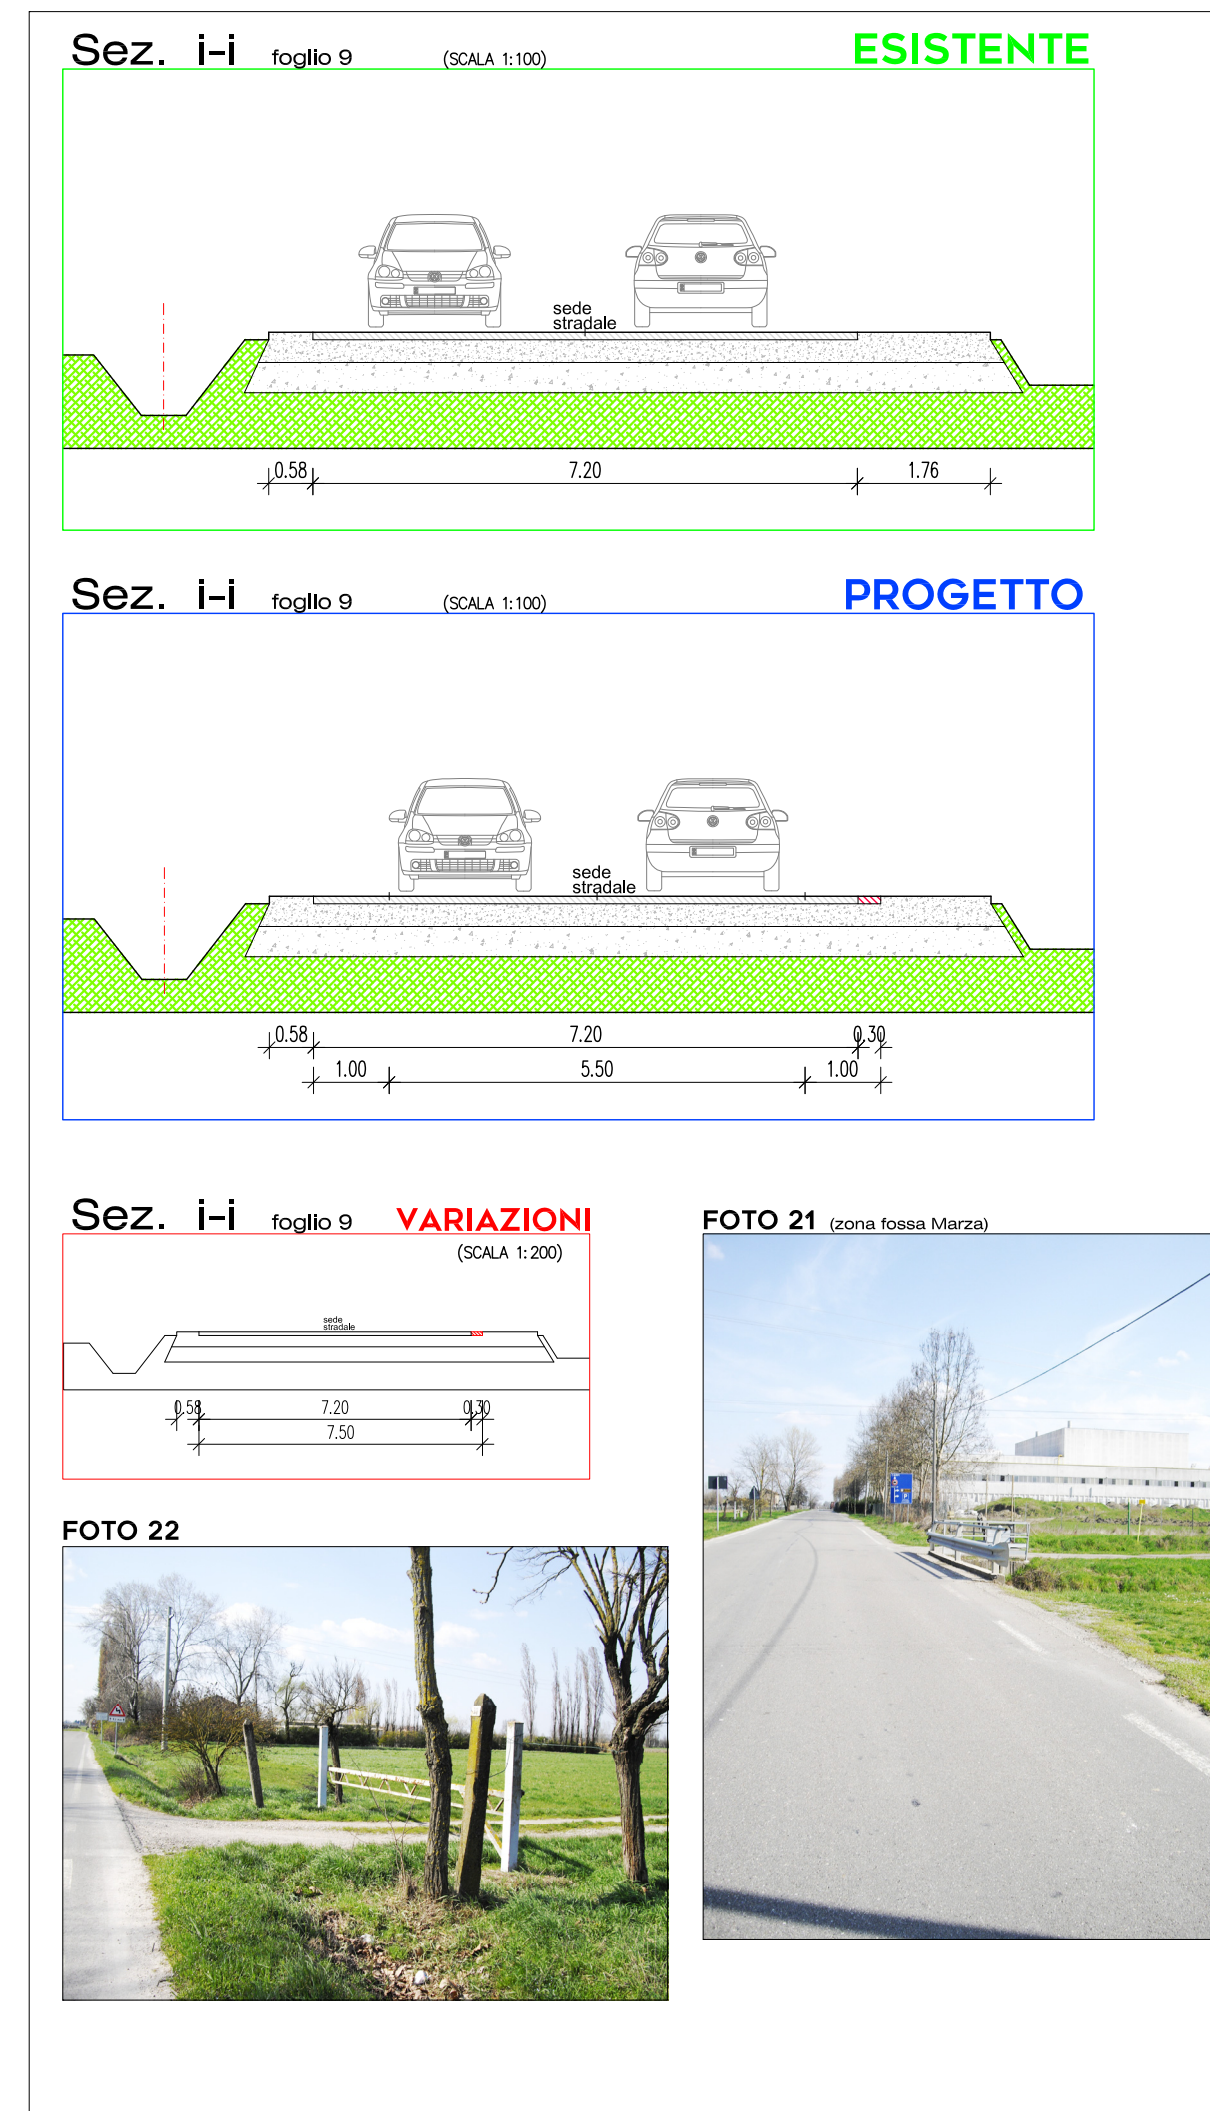 Sez. i-i foglio 9 (SCALA 1:100) ESISTENTE
sede
stradale
0.58 7.20 1.76
Sez. i-i foglio 9 (SCALA 1:100) PROGETTO
sede
stradale
0.58 7.20 0.30
1.00 5.50 1.00
Sez. i-i foglio 9 VARIAZIONI
(SCALA 1:200)
sede
stradale
0.58 7.20 0.30
7.50
FOTO 21 (zona fossa Marza)
FOTO 22